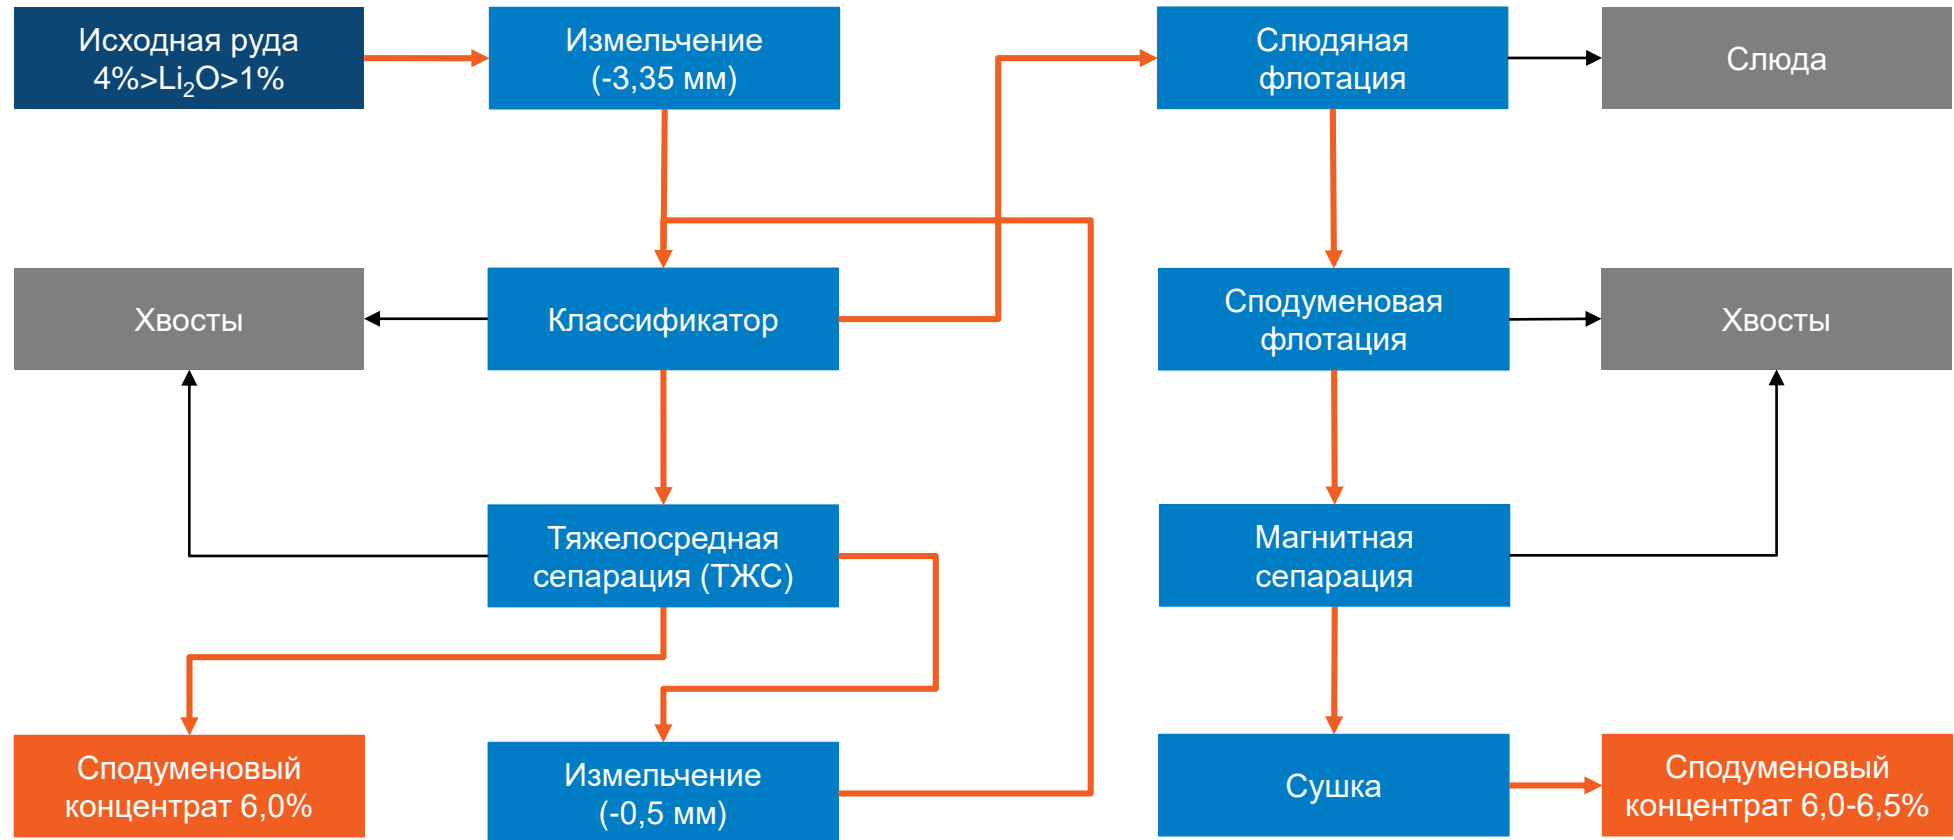 Исходная руда
4%>Li₂O>1%
Измельчение
(-3,35 мм)
Слюдяная
флотация
Слюда
Хвосты
Классификатор
Сподуменовая
флотация
Хвосты
Тяжелосредная
сепарация (ТЖС)
Магнитная
сепарация
Сподуменовый
концентрат 6,0%
Измельчение
(-0,5 мм)
Сушка
Сподуменовый
концентрат 6,0-6,5%